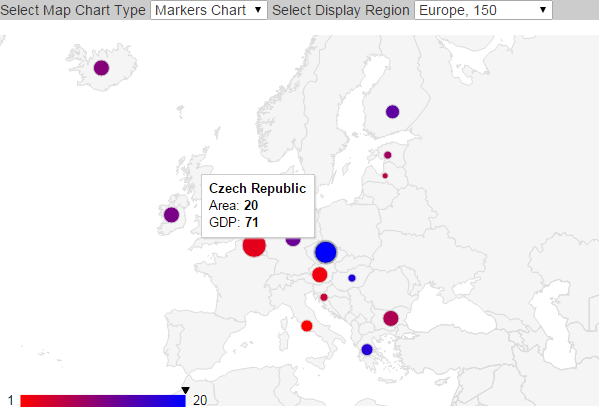 Select Map Chart Type Markers Chart Select Display Region Europe, 150
Czech Republic
Area: 20
GDP: 71
1 20